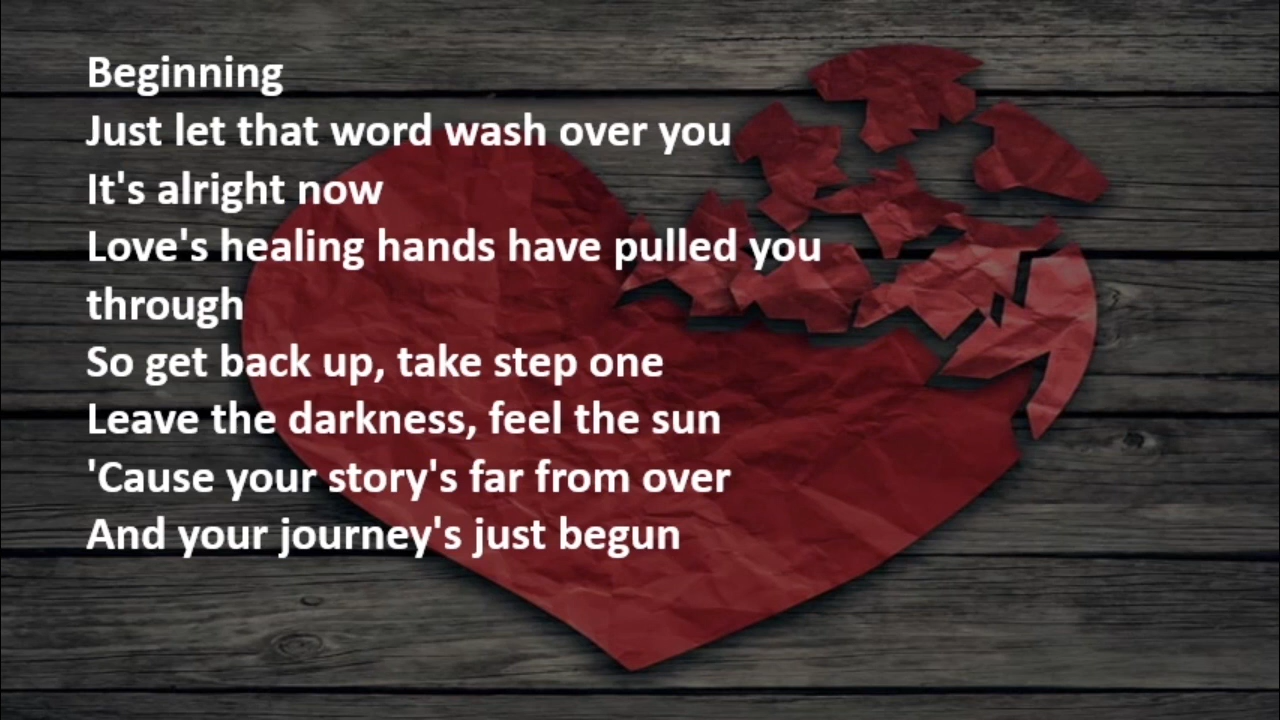 Beginning
Just let that word wash over you
It's alright now
Love's healing hands have pulled you
through
So get back up, take step one
Leave the darkness, feel the sun
'Cause your story's far from over
And your journey's just begun